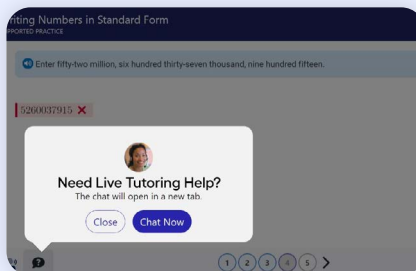 riting Numbers in Standard Form
PPORTED PRACTICE
Enter fifty-two million, six hundred thirty-seven thousand, nine hundred fifteen.
5260037915
Need Live Tutoring Help?
The chat will open in a new tab.
Close Chat Now
1 2 3 4 5